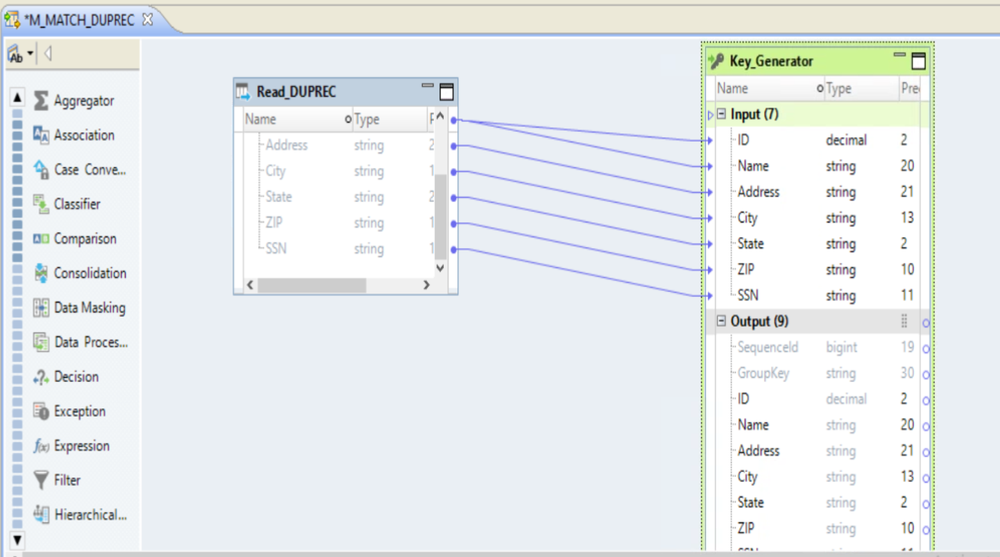 *M_MATCH_DUPREC
Ab
Aggregator
Association
Case Conve...
Classifier
Comparison
Consolidation
Data Masking
Data Proces...
Decision
Exception
f(x) Expression
Filter
Hierarchical...
Read_DUPREC
Name Type
Address string 2
City string 1
State string 2
ZIP string 1
SSN string 1
Key_Generator
Name Type Pre
Input (7)
ID decimal 2
Name string 20
Address string 21
City string 13
State string 2
ZIP string 10
SSN string 11
Output (9)
SequenceId bigint 19
GroupKey string 30
ID decimal 2
Name string 20
Address string 21
City string 13
State string 2
ZIP string 10